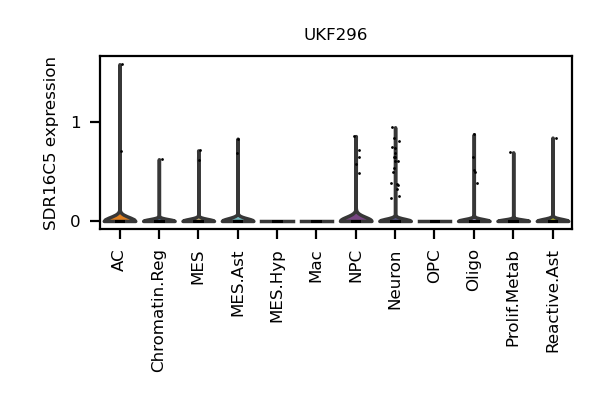 UKF296
SDR16C5 expression
1
0
AC
Chromatin.Reg
MES
MES.Ast
MES.Hyp
Mac
NPC
Neuron
OPC
Oligo
Prolif.Metab
Reactive.Ast